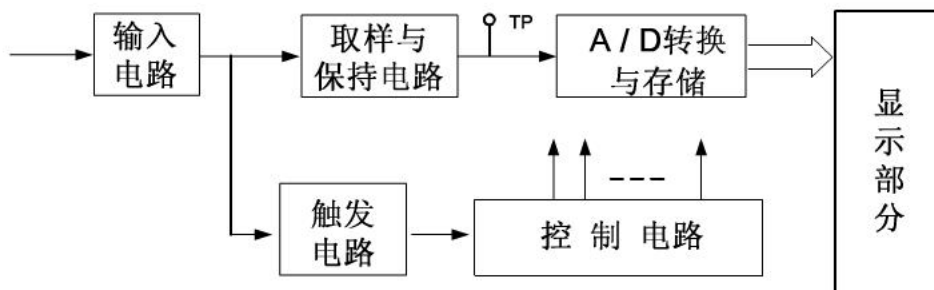 输入
电路
取样与
保持电路
TP
A / D转换
与存储
显
示
部
分
触发
电路
控 制 电路